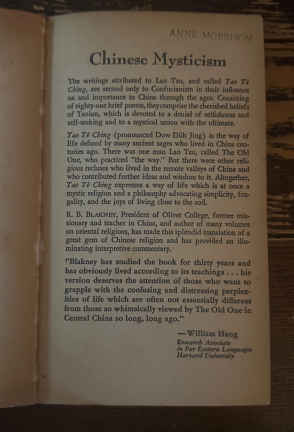 ANNE
Chinese Mysticism
The writings attributed to Lao Tzu, and called Tao Tê
Ching, are second only to Confucianism in their influence
on and importance in China through the ages. Consisting
of eighty-one brief poems, they comprise the cherished beliefs
of Taoism, which is devoted to a denial of selfishness and
self-seeking and to a mystical union with the ultimate.
Tao Tê Ching (pronounced Dow Dŭh Jing) is the way of
life defined by many ancient sages who lived in China cen-
turies ago. There was one man Lao Tzu, called The Old
One, who practiced "the way." But there were other reli-
gious recluses who lived in the remote valleys of China and
who contributed further ideas and wisdom to it. Altogether,
Tao Tê Ching expresses a way of life which is at once a
mystic religion and a philosophy advocating simplicity, fru-
gality, and the joys of living close to the soil.
R. B. BLAKNEY, President of Olivet College, former mis-
sionary and teacher in China, and author of many volumes
on oriental religions, has made this splendid translation of a
great gem of Chinese religion and has provided an illu-
minating interpretive commentary.
"Blakney has studied the book for thirty years and
has obviously lived according to its teachings . . . his
version deserves the attention of those who want to
grapple with the confusing and distressing perplex-
ities of life which are often not essentially different
from those so whimsically viewed by The Old One in
Central China so long, long ago."
—William Hung
Research Associate
in Far Eastern Languages
Harvard University